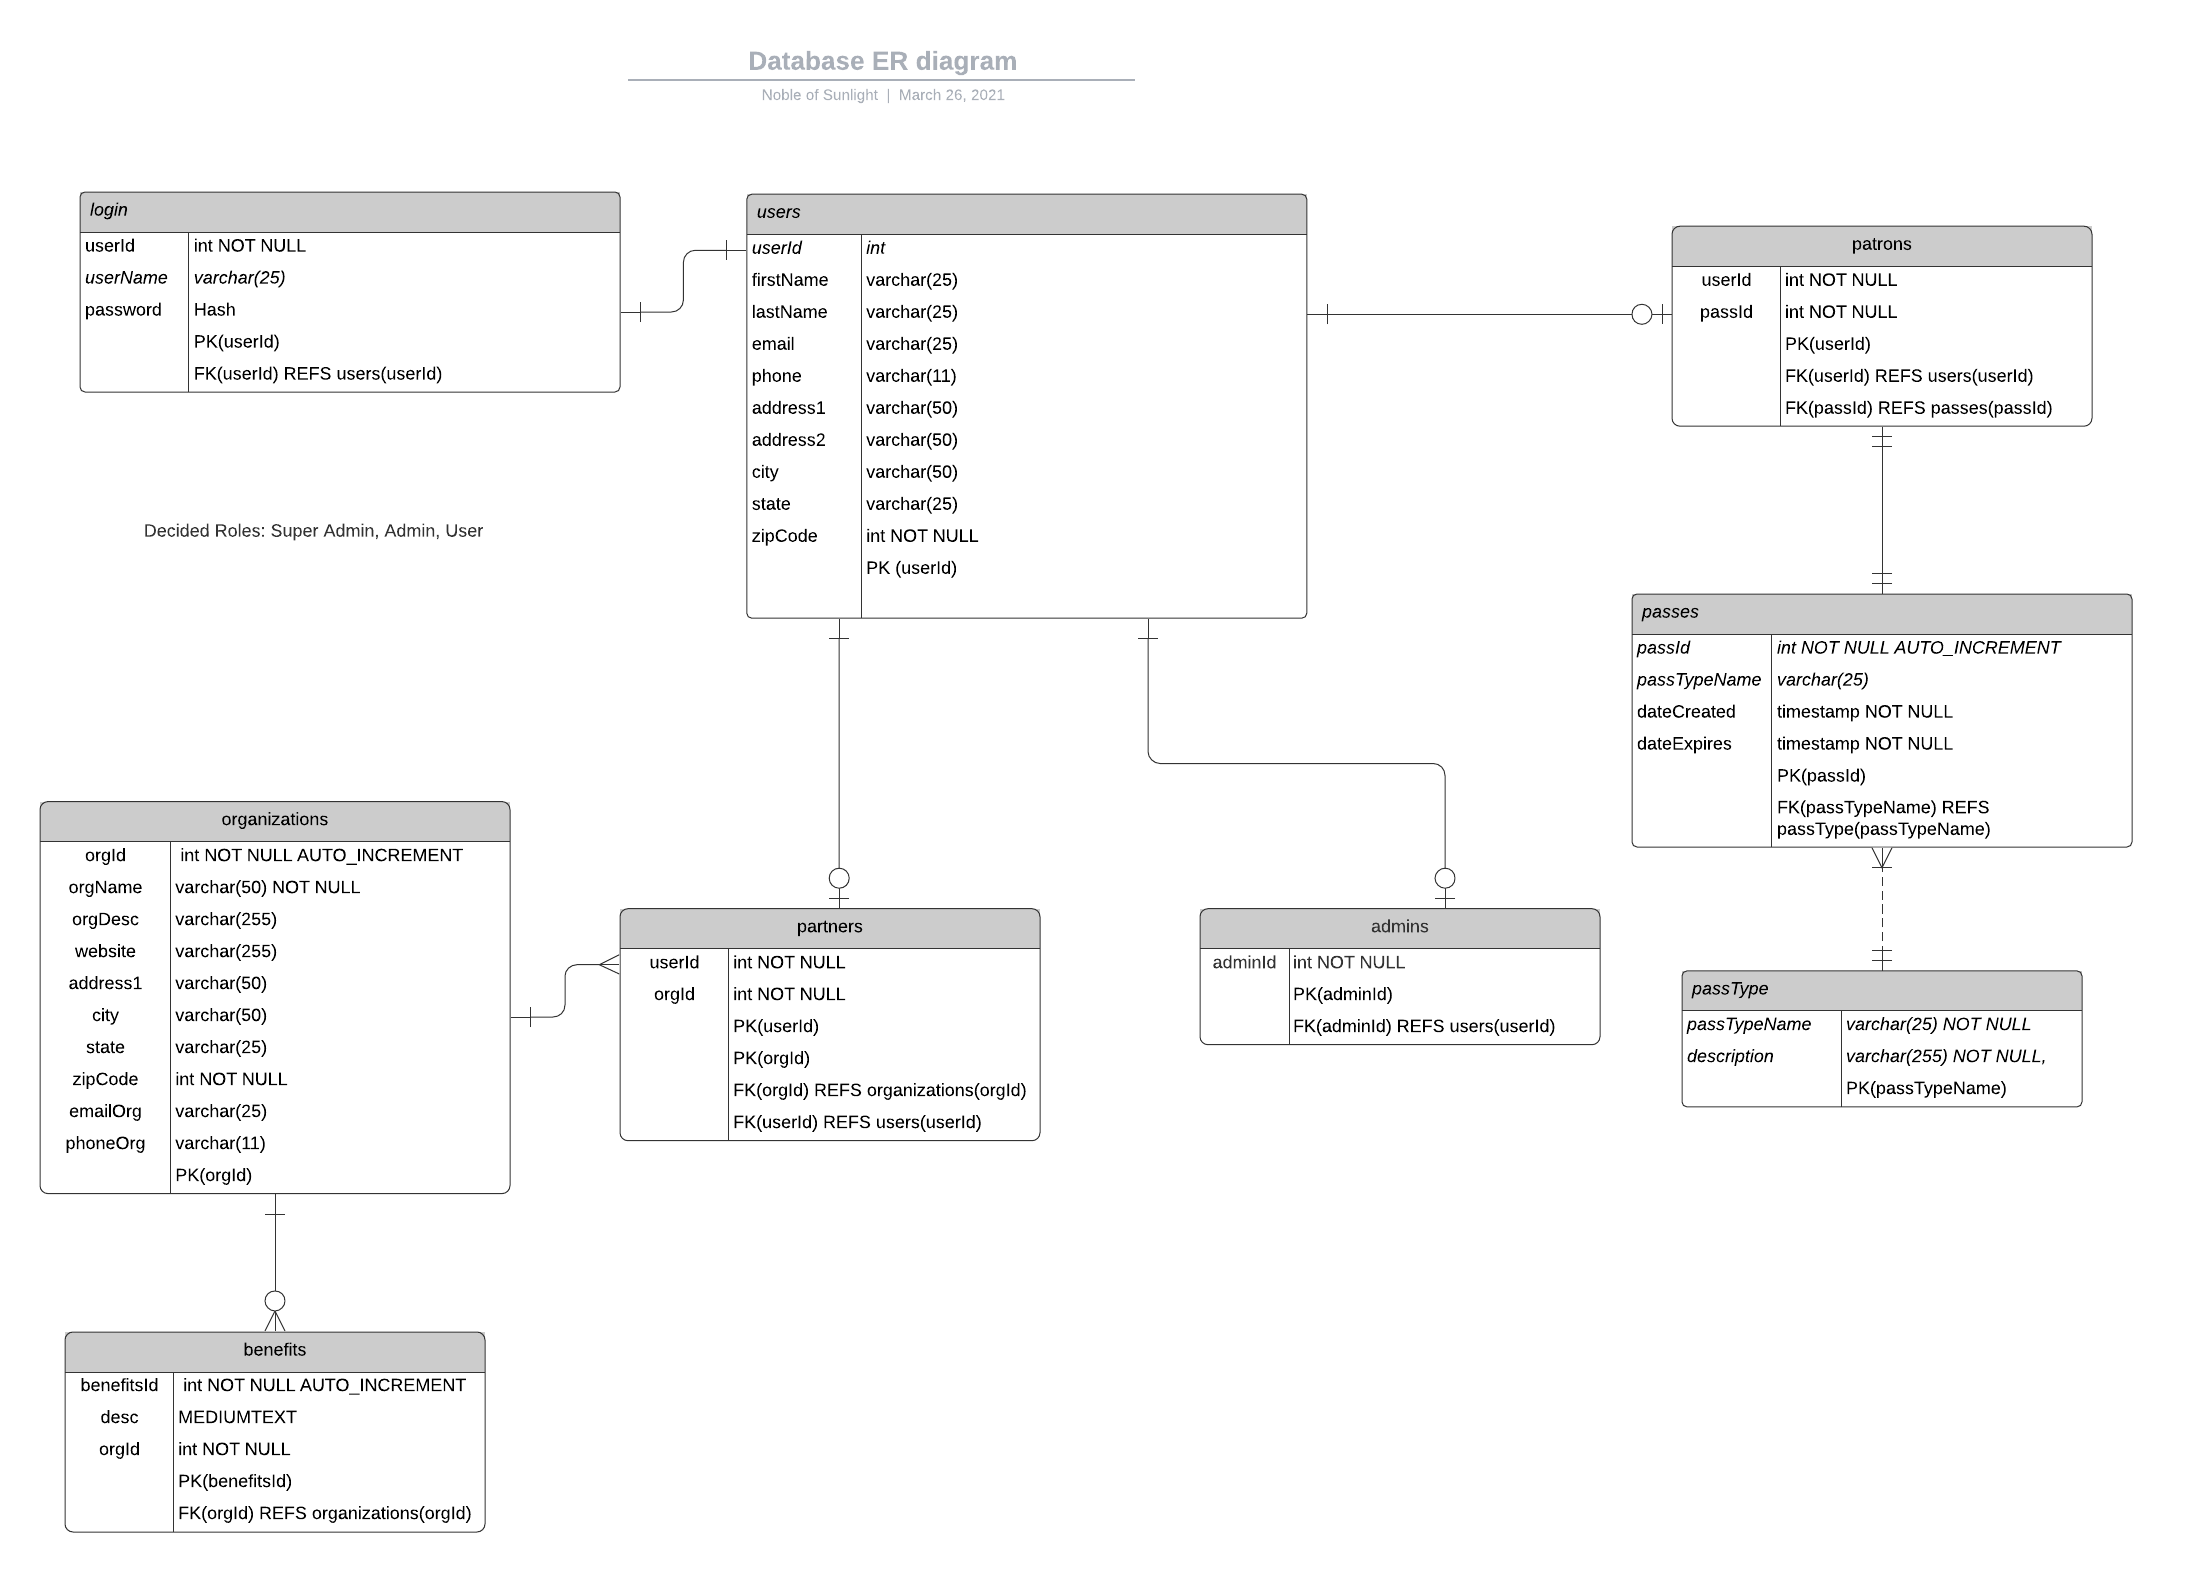 Database ER diagram
Noble of Sunlight | March 26, 2021
login
userId int NOT NULL
userName varchar(25)
password Hash
PK(userId)
FK(userId) REFS users(userId)
users
userId int
firstName varchar(25)
lastName varchar(25)
email varchar(25)
phone varchar(11)
address1 varchar(50)
address2 varchar(50)
city varchar(50)
state varchar(25)
zipCode int NOT NULL
PK (userId)
patrons
userId int NOT NULL
passId int NOT NULL
PK(userId)
FK(userId) REFS users(userId)
FK(passId) REFS passes(passId)
Decided Roles: Super Admin, Admin, User
passes
passId int NOT NULL AUTO_INCREMENT
passTypeName varchar(25)
dateCreated timestamp NOT NULL
dateExpires timestamp NOT NULL
PK(passId)
FK(passTypeName) REFS
passType(passTypeName)
organizations
orgId int NOT NULL AUTO_INCREMENT
orgName varchar(50) NOT NULL
orgDesc varchar(255)
website varchar(255)
address1 varchar(50)
city varchar(50)
state varchar(25)
zipCode int NOT NULL
emailOrg varchar(25)
phoneOrg varchar(11)
PK(orgId)
partners
userId int NOT NULL
orgId int NOT NULL
PK(userId)
PK(orgId)
FK(orgId) REFS organizations(orgId)
FK(userId) REFS users(userId)
admins
adminId int NOT NULL
PK(adminId)
FK(adminId) REFS users(userId)
passType
passTypeName varchar(25) NOT NULL
description varchar(255) NOT NULL,
PK(passTypeName)
benefits
benefitsId int NOT NULL AUTO_INCREMENT
desc MEDIUMTEXT
orgId int NOT NULL
PK(benefitsId)
FK(orgId) REFS organizations(orgId)